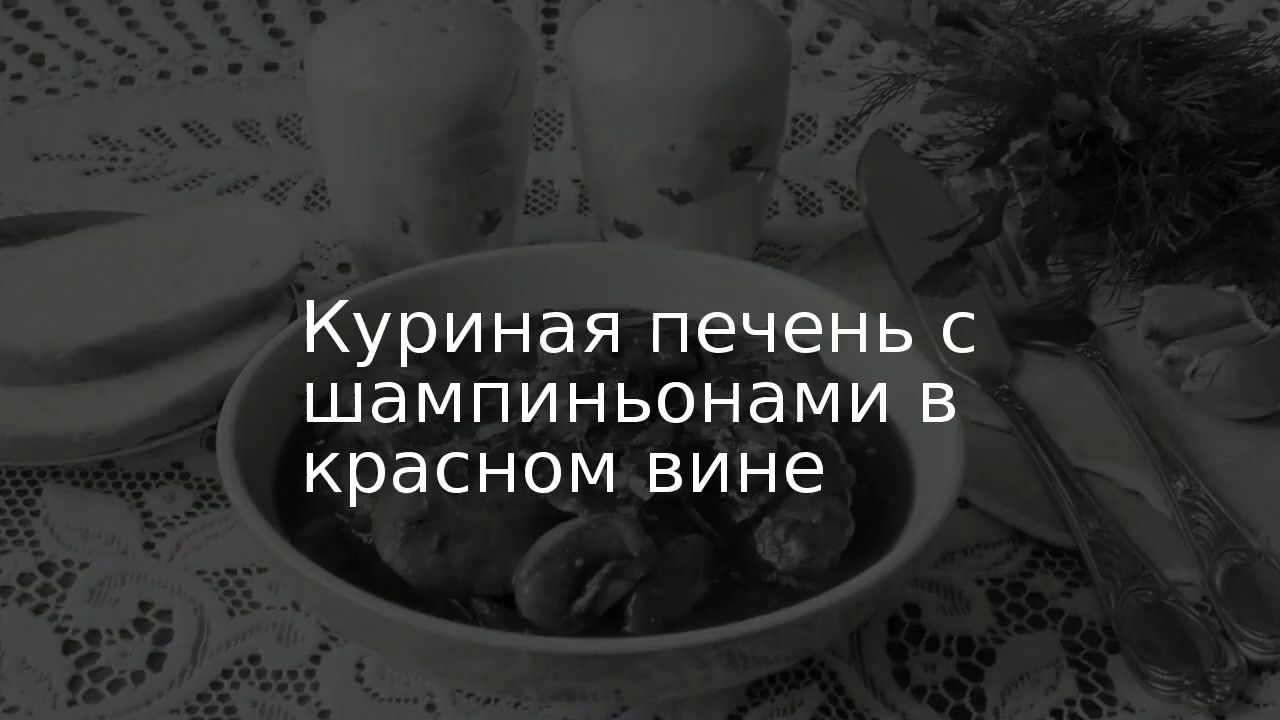 Куриная печень с
шампиньонами в
красном вине